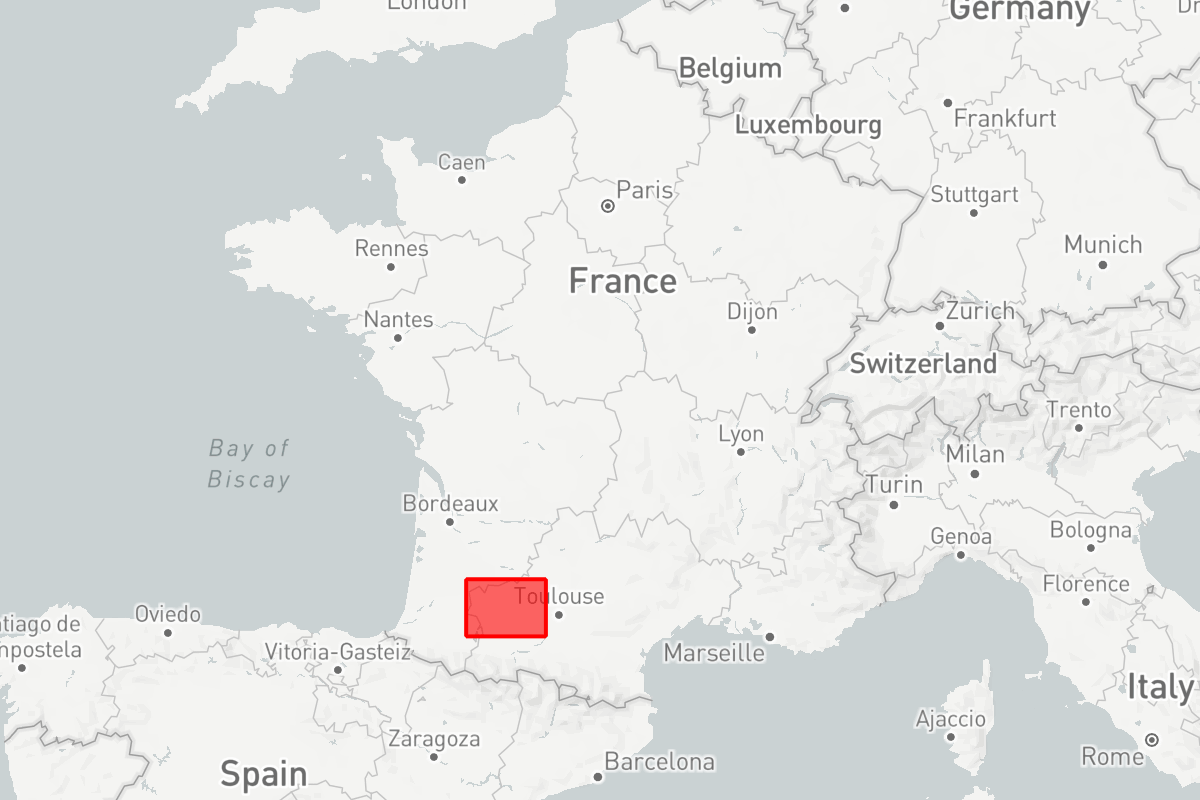 London
Germany
Dr
Belgium
Luxembourg
Frankfurt
Caen
Paris
Stuttgart
Rennes
Munich
France
Nantes
Dijon
Zurich
Switzerland
Trento
Lyon
Bay of
Biscay
Milan
Turin
Bordeaux
Bologna
Genoa
Florence
Toulouse
Oviedo
tiago de
npostela
Vitoria-Gasteiz
Marseille
Italy
Ajaccio
Zaragoza
Rome
Barcelona
Spain